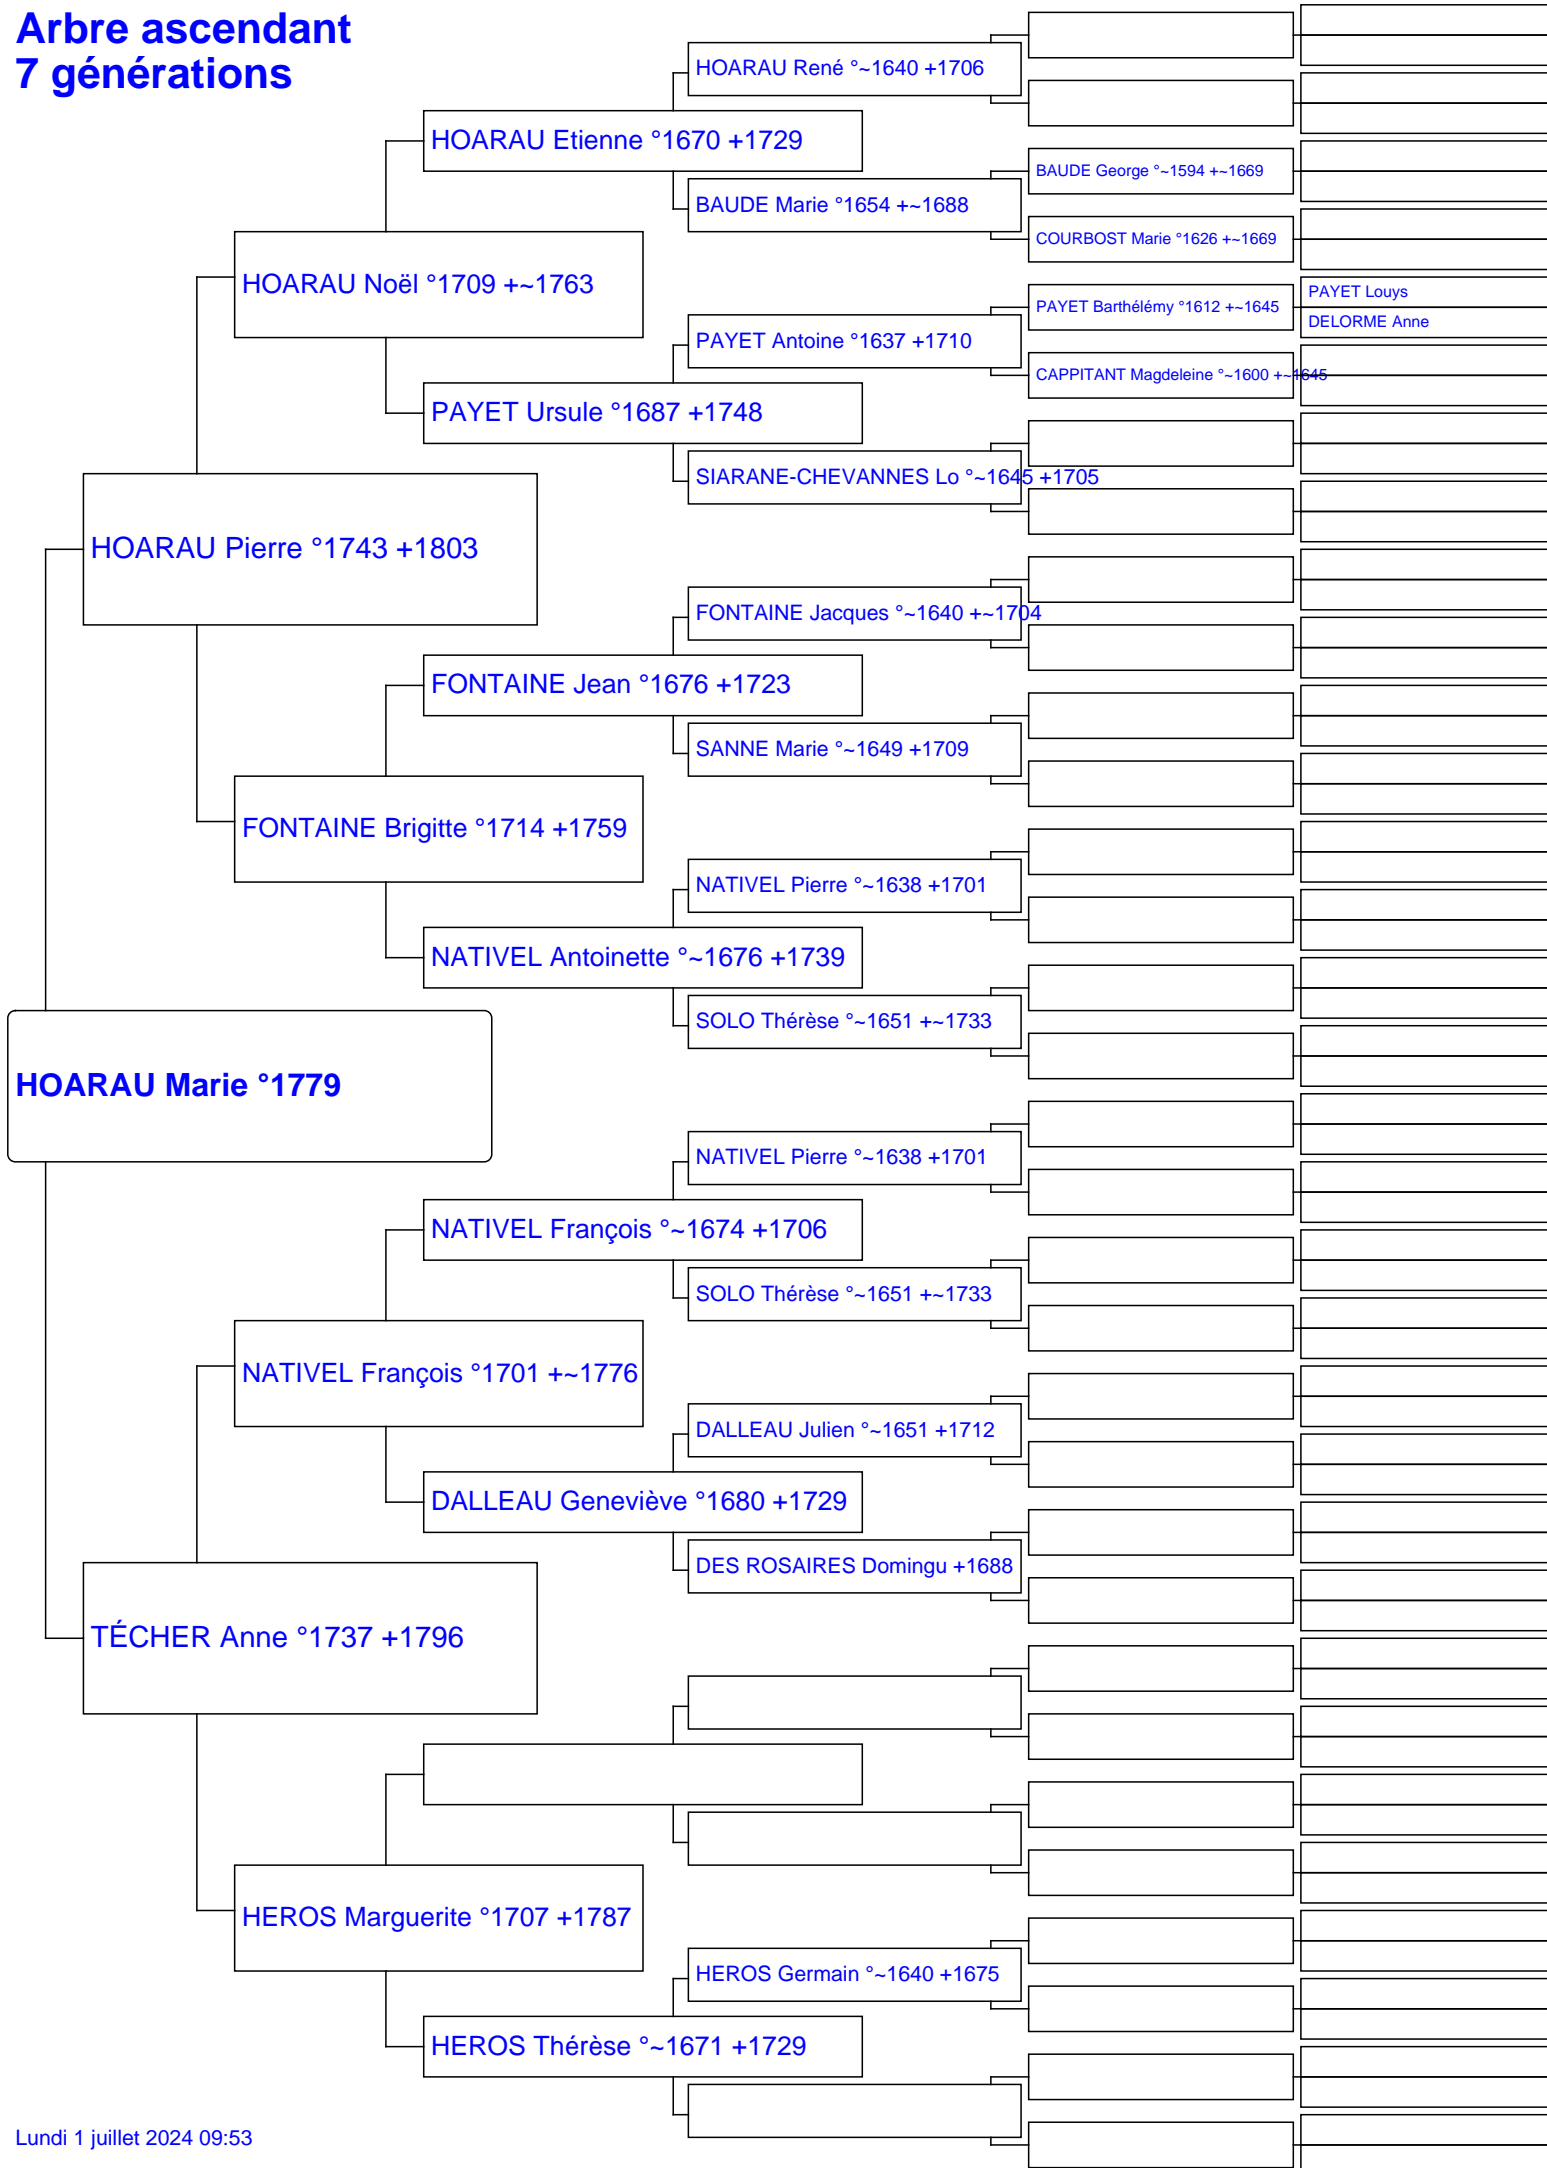 Arbre ascendant
7 générations
HOARAU René °~1640 +1706
HOARAU Etienne °1670 +1729
BAUDE George °~1594 +~1669
BAUDE Marie °1654 +~1688
COURBOST Marie °1626 +~1669
HOARAU Noël °1709 +~1763
PAYET Louys
PAYET Barthélémy °1612 +~1645
DELORME Anne
PAYET Antoine °1637 +1710
CAPPITANT Magdeleine °~1600 +~1645
PAYET Ursule °1687 +1748
SIARANE-CHEVANNES Lo °~1645 +1705
HOARAU Pierre °1743 +1803
FONTAINE Jacques °~1640 +~1704
FONTAINE Jean °1676 +1723
SANNE Marie °~1649 +1709
FONTAINE Brigitte °1714 +1759
NATIVEL Pierre °~1638 +1701
NATIVEL Antoinette °~1676 +1739
SOLO Thérèse °~1651 +~1733
HOARAU Marie °1779
NATIVEL Pierre °~1638 +1701
NATIVEL François °~1674 +1706
SOLO Thérèse °~1651 +~1733
NATIVEL François °1701 +~1776
DALLEAU Julien °~1651 +1712
DALLEAU Geneviève °1680 +1729
DES ROSAIRES Domingu +1688
TÉCHER Anne °1737 +1796
HEROS Marguerite °1707 +1787
HEROS Germain °~1640 +1675
HEROS Thérèse °~1671 +1729
Lundi 1 juillet 2024 09:53